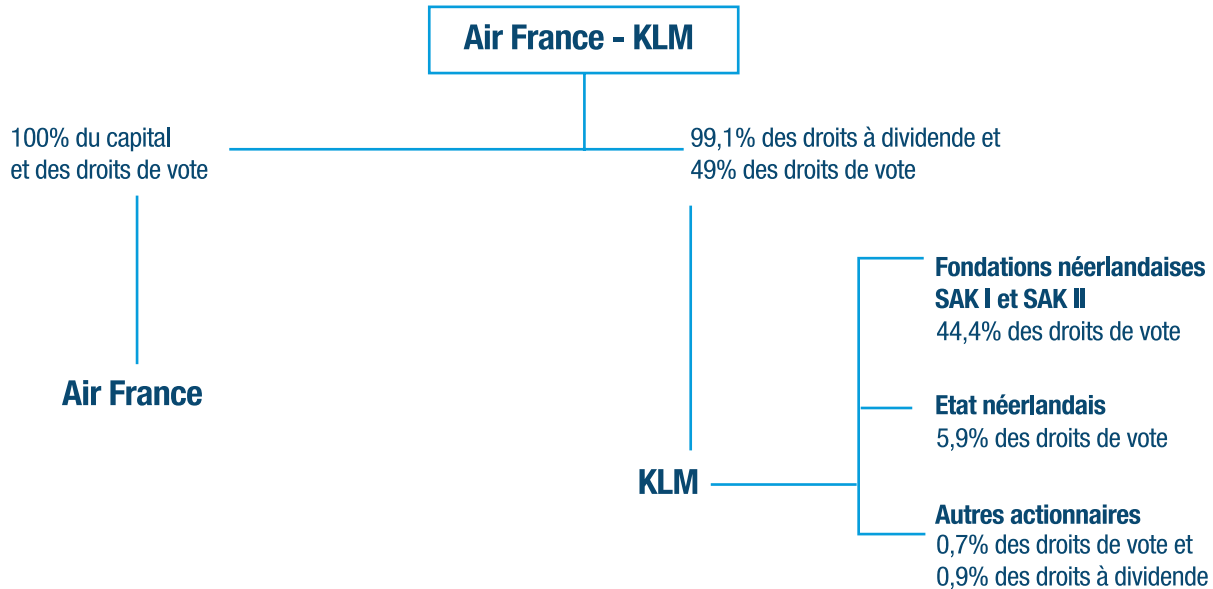 Air France - KLM
100% du capital
et des droits de vote
99,1% des droits à dividende et
49% des droits de vote
Air France
KLM
Fondations néerlandaises
SAK I et SAK II
44,4% des droits de vote
Etat néerlandais
5,9% des droits de vote
Autres actionnaires
0,7% des droits de vote et
0,9% des droits à dividende